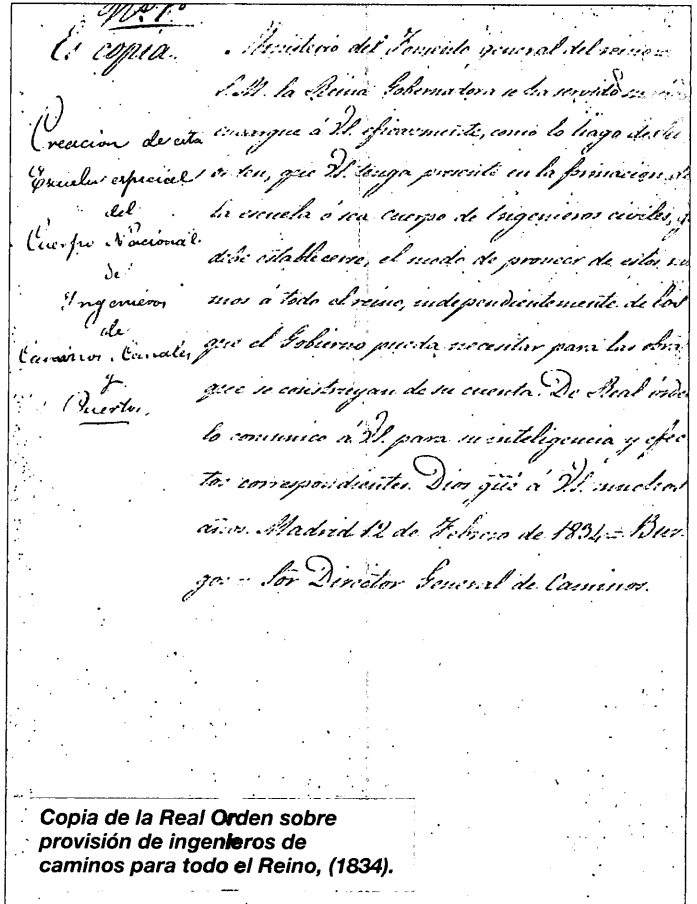 Nº 1º
Es copia.
Creacion de esta
Escuela especial
del
Cuerpo Nacional
de
Ingenieros
de
Caminos, Canales
y
Puertos.
Ministerio del Fomento general del reino =
S.M. la Reina Gobernadora se ha servido
encargue á V.S. eficazmente, como lo hago de su
orden, que V.S. tenga presente en la formacion de
la escuela ó sea cuerpo de Ingenieros civiles, q
debe establecerse, el modo de proveer de estos
mos á todo el reino, independientemente de los
que el Gobierno pueda necesitar para las obra
que se construyan de su cuenta. De Real orde
lo comunico á V.S. para su inteligencia y efec
tos correspondientes. Dios gūē á V.S. muchos
años. Madrid 12 de Febrero de 1834 = Bur
gos = Sor Director General de Caminos.
Copia de la Real Orden sobre
provisión de ingenieros de
caminos para todo el Reino, (1834).